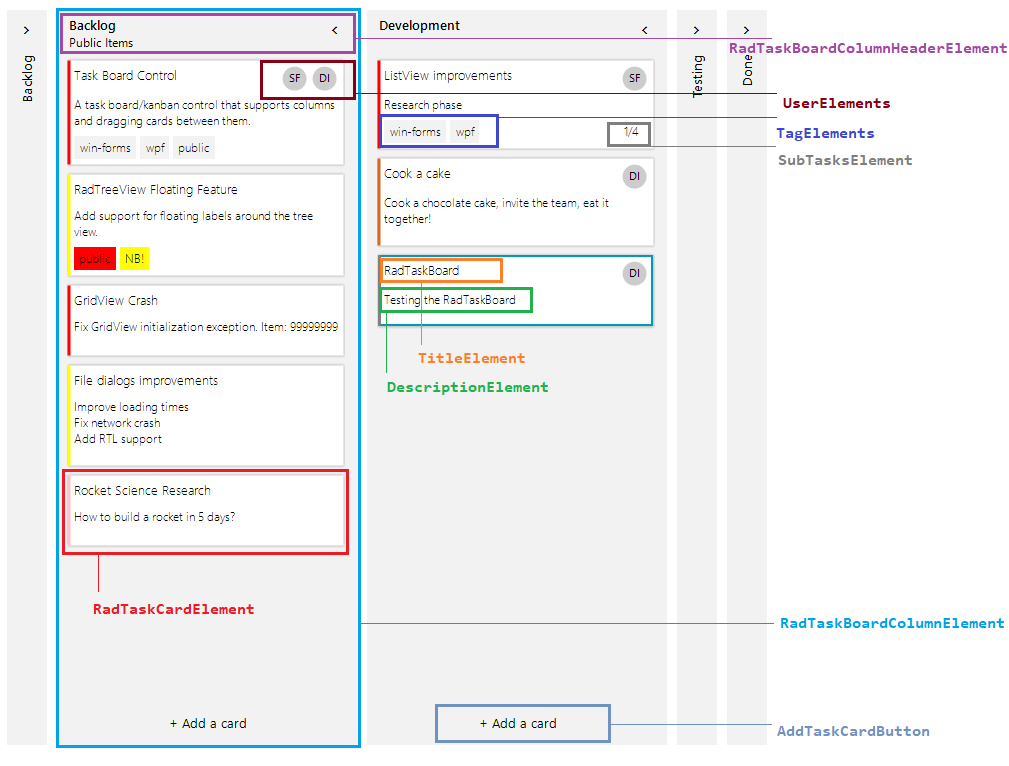 Backlog
Backlog
Public Items
Task Board Control
SF
DI
A task board/kanban control that supports columns
and dragging cards between them.
win-forms
wpf
public
RadTreeView Floating Feature
Add support for floating labels around the tree
view.
public
NB!
GridView Crash
Fix GridView initialization exception. Item: 99999999
File dialogs improvements
Improve loading times
Fix network crash
Add RTL support
Rocket Science Research
How to build a rocket in 5 days?
RadTaskCardElement
+ Add a card
Development
ListView improvements
SF
Research phase
win-forms
wpf
1/4
Cook a cake
DI
Cook a chocolate cake, invite the team, eat it
together!
RadTaskBoard
DI
Testing the RadTaskBoard
TitleElement
DescriptionElement
+ Add a card
Testing
Done
RadTaskBoardColumnHeaderElement
UserElements
TagElements
SubTasksElement
RadTaskBoardColumnElement
AddTaskCardButton